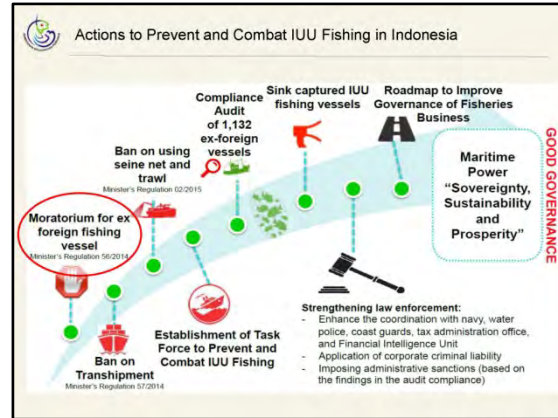 Actions to Prevent and Combat IUU Fishing in Indonesia
Moratorium for ex
foreign fishing
vessel
Minister's Regulation 56/2014
Ban on
Transhipment
Minister's Regulation 57/2014
Ban on using
seine net and
trawl
Minister's Regulation 02/2015
Establishment of Task
Force to Prevent and
Combat IUU Fishing
Compliance
Audit
of 1,132
ex-foreign
vessels
Sink captured IUU
fishing vessels
Strengthening law enforcement:
- Enhance the coordination with navy, water
police, coast guards, tax administration office,
and Financial Intelligence Unit
- Application of corporate criminal liability
- Imposing administrative sanctions (based on
the findings in the audit compliance)
Roadmap to Improve
Governance of Fisheries
Business
Maritime
Power
"Sovereignty,
Sustainability
and
Prosperity"
GOOD GOVERNANCE